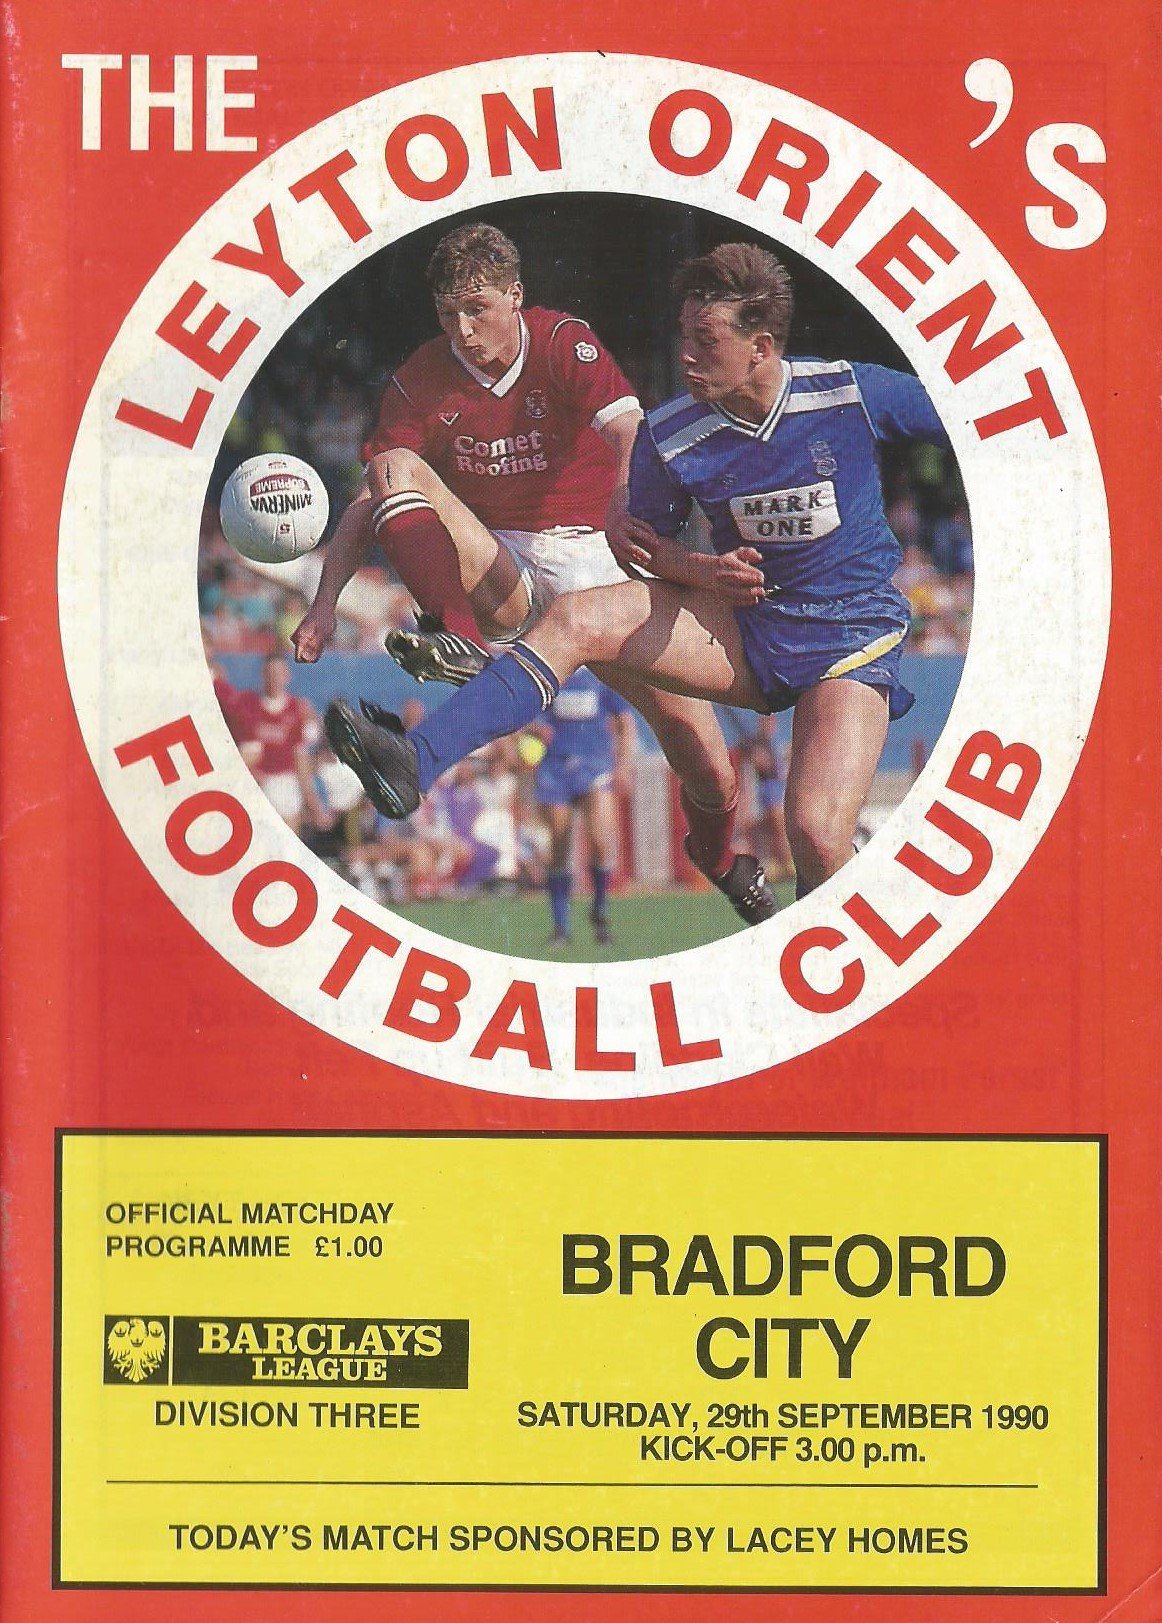 THE
'S
LEYTON ORIENT
FOOTBALL CLUB
Comet
Roofing
MARK
ONE
MINERVA
SUPREME
5
OFFICIAL MATCHDAY
PROGRAMME £1.00
BARCLAYS
LEAGUE
DIVISION THREE
BRADFORD
CITY
SATURDAY, 29th SEPTEMBER 1990
KICK-OFF 3.00 p.m.
TODAY'S MATCH SPONSORED BY LACEY HOMES